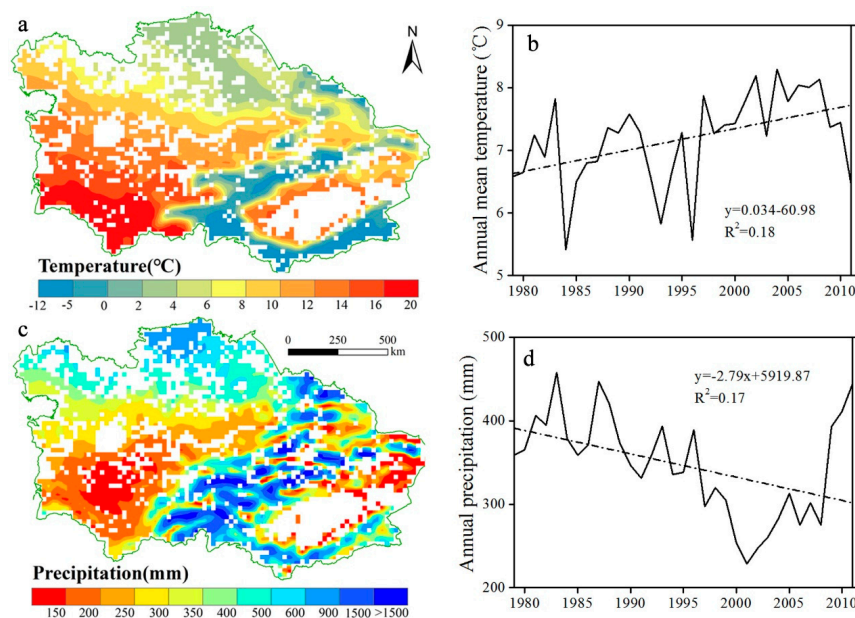 a
N
Temperature(°C)
-12 -5 0 2 4 6 8 10 12 14 16 20
b
Annual mean temperature (°C)
9
8
7
6
5
y=0.034-60.98
R²=0.18
1980 1985 1990 1995 2000 2005 2010
c
0 250 500
km
Precipitation(mm)
150 200 250 300 350 400 500 600 900 1500 >1500
d
Annual precipitation (mm)
500
400
300
200
y=-2.79x+5919.87
R²=0.17
1980 1985 1990 1995 2000 2005 2010